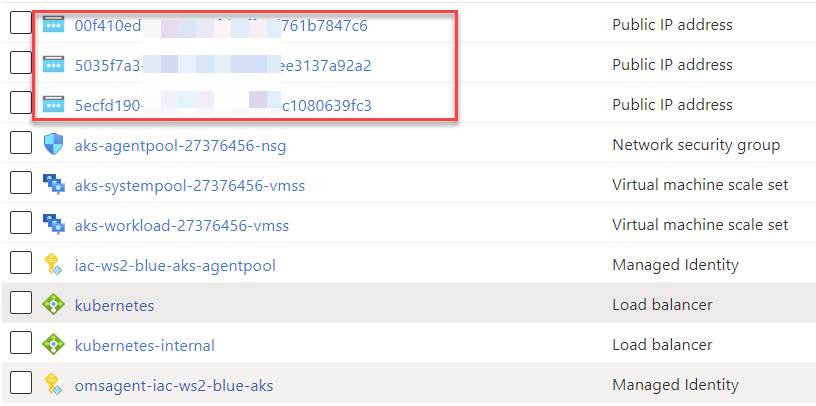 00f410ed 761b7847c6 Public IP address
5035f7a3- ee3137a92a2 Public IP address
5ecfd190- c1080639fc3 Public IP address
aks-agentpool-27376456-nsg Network security group
aks-systempool-27376456-vmss Virtual machine scale set
aks-workload-27376456-vmss Virtual machine scale set
iac-ws2-blue-aks-agentpool Managed Identity
kubernetes Load balancer
kubernetes-internal Load balancer
omsagent-iac-ws2-blue-aks Managed Identity